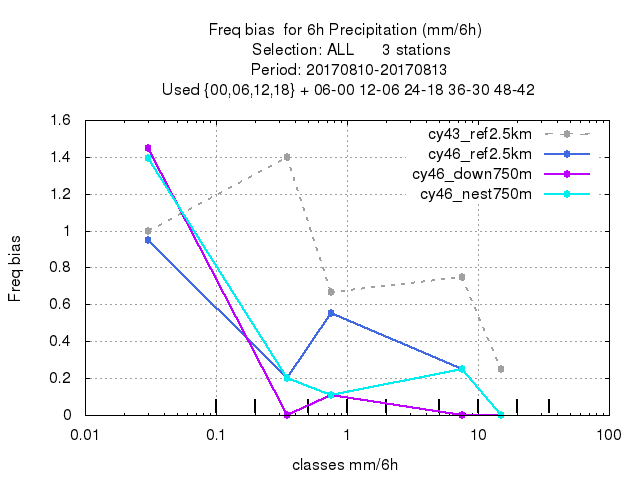 Freq bias  for 6h Precipitation (mm/6h)
Selection: ALL      3 stations
Period: 20170810-20170813
Used {00,06,12,18} + 06-00 12-06 24-18 36-30 48-42
1.6
1.4
1.2
1
0.8
0.6
0.4
0.2
0
Freq bias
cy43_ref2.5km
cy46_ref2.5km
cy46_down750m
cy46_nest750m
0.01 0.1 1 10 100
classes mm/6h